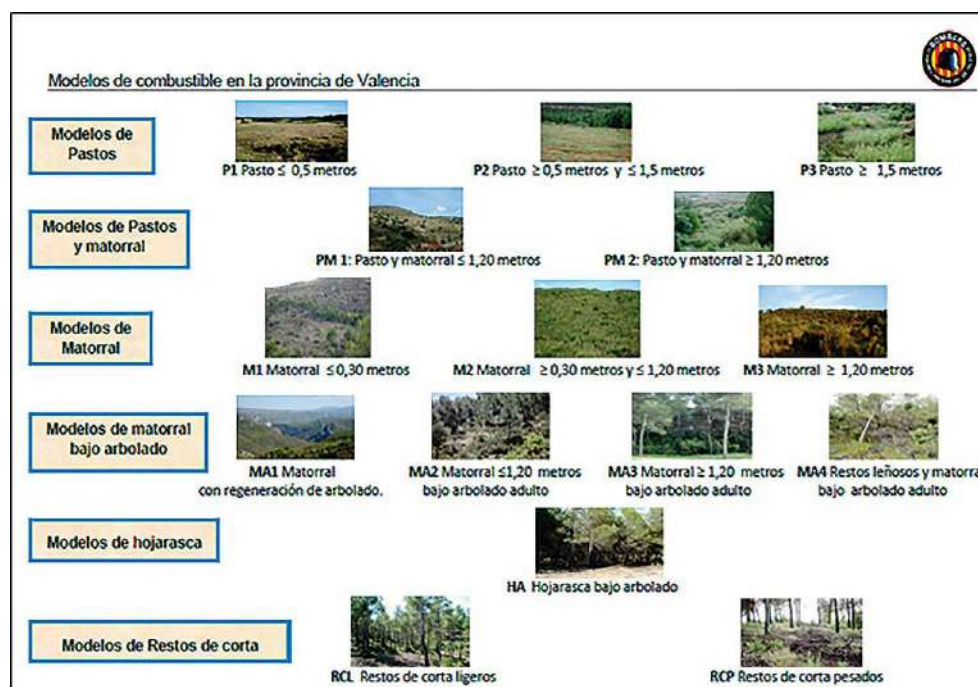 BOMBERS
Modelos de combustible en la provincia de Valencia
Modelos de
Pastos
P1 Pasto ≤ 0,5 metros
P2 Pasto ≥ 0,5 metros y ≤ 1,5 metros
P3 Pasto ≥ 1,5 metros
Modelos de Pastos
y matorral
PM 1: Pasto y matorral ≤ 1,20 metros
PM 2: Pasto y matorral ≥ 1,20 metros
Modelos de
Matorral
M1 Matorral ≤ 0,30 metros
M2 Matorral ≥ 0,30 metros y ≤ 1,20 metros
M3 Matorral ≥ 1,20 metros
Modelos de matorral
bajo arbolado
MA1 Matorral
con regeneración de arbolado.
MA2 Matorral ≤1,20 metros
bajo arbolado adulto
MA3 Matorral ≥ 1,20 metros
bajo arbolado adulto
MA4 Restos leñosos y matorra
bajo arbolado adulto
Modelos de hojarasca
HA Hojarasca bajo arbolado
Modelos de Restos de corta
RCL Restos de corta ligeros
RCP Restos de corta pesados